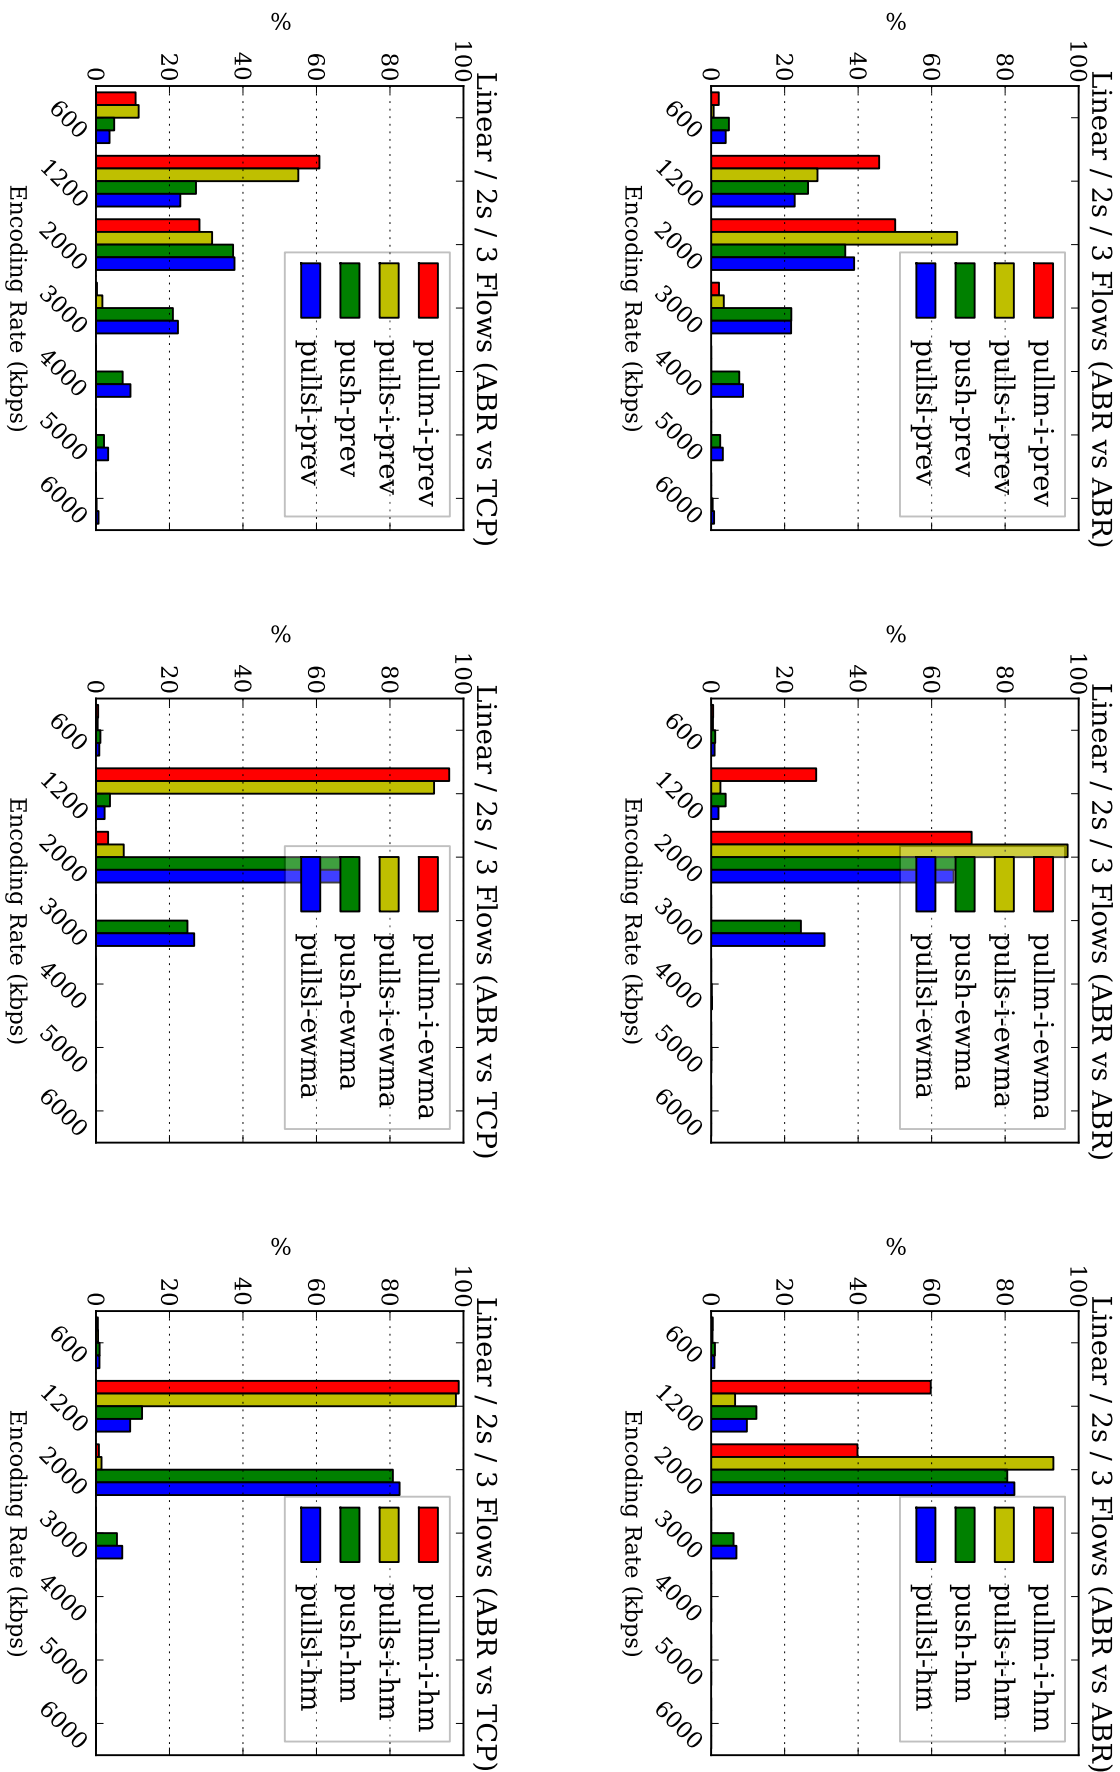 Linear / 2s / 3 Flows (ABR vs ABR)
%
100
80
60
40
20
0
600
1200
2000
3000
4000
5000
6000
Encoding Rate (kbps)
pullm-i-prev
pulls-i-prev
push-prev
pullsl-prev
Linear / 2s / 3 Flows (ABR vs ABR)
%
100
80
60
40
20
0
600
1200
2000
3000
4000
5000
6000
Encoding Rate (kbps)
pullm-i-ewma
pulls-i-ewma
push-ewma
pullsl-ewma
Linear / 2s / 3 Flows (ABR vs ABR)
%
100
80
60
40
20
0
600
1200
2000
3000
4000
5000
6000
Encoding Rate (kbps)
pullm-i-hm
pulls-i-hm
push-hm
pullsl-hm
Linear / 2s / 3 Flows (ABR vs TCP)
%
100
80
60
40
20
0
600
1200
2000
3000
4000
5000
6000
Encoding Rate (kbps)
pullm-i-prev
pulls-i-prev
push-prev
pullsl-prev
Linear / 2s / 3 Flows (ABR vs TCP)
%
100
80
60
40
20
0
600
1200
2000
3000
4000
5000
6000
Encoding Rate (kbps)
pullm-i-ewma
pulls-i-ewma
push-ewma
pullsl-ewma
Linear / 2s / 3 Flows (ABR vs TCP)
%
100
80
60
40
20
0
600
1200
2000
3000
4000
5000
6000
Encoding Rate (kbps)
pullm-i-hm
pulls-i-hm
push-hm
pullsl-hm